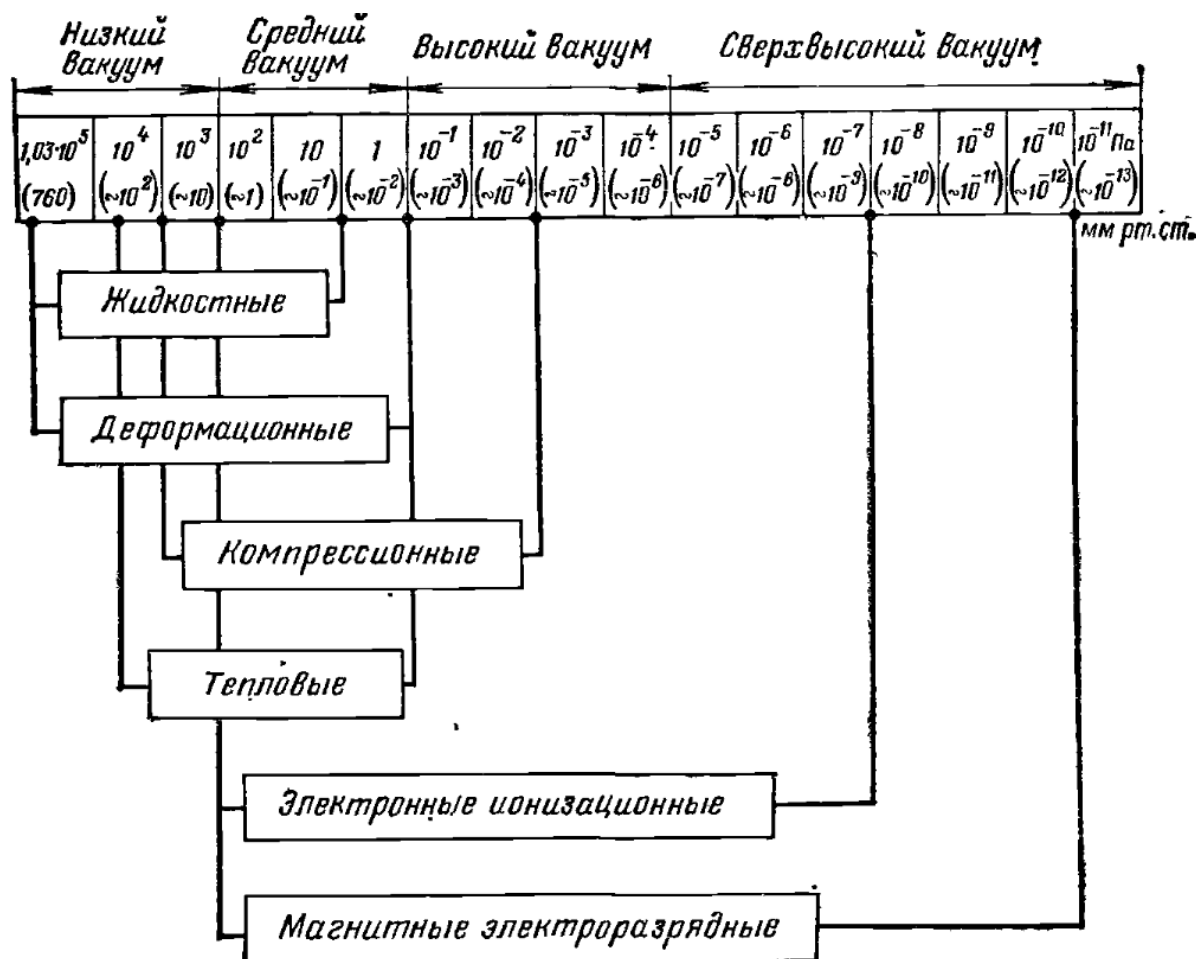 Низкий вакуум
Средний вакуум
Высокий вакуум
Сверхвысокий вакуум
1,03·10⁵ 10⁴ 10³ 10² 10 1 10⁻¹ 10⁻² 10⁻³ 10⁻⁴ 10⁻⁵ 10⁻⁶ 10⁻⁷ 10⁻⁸ 10⁻⁹ 10⁻¹⁰ 10⁻¹¹ Па
(760) (~10²) (~10) (~1) (~10⁻¹) (~10⁻²) (~10⁻³) (~10⁻⁴) (~10⁻⁵) (~10⁻⁶) (~10⁻⁷) (~10⁻⁸) (~10⁻⁹) (~10⁻¹⁰) (~10⁻¹¹) (~10⁻¹²) (~10⁻¹³)
мм рт. ст.
Жидкостные
Деформационные
Компрессионные
Тепловые
Электронные ионизационные
Магнитные электроразрядные